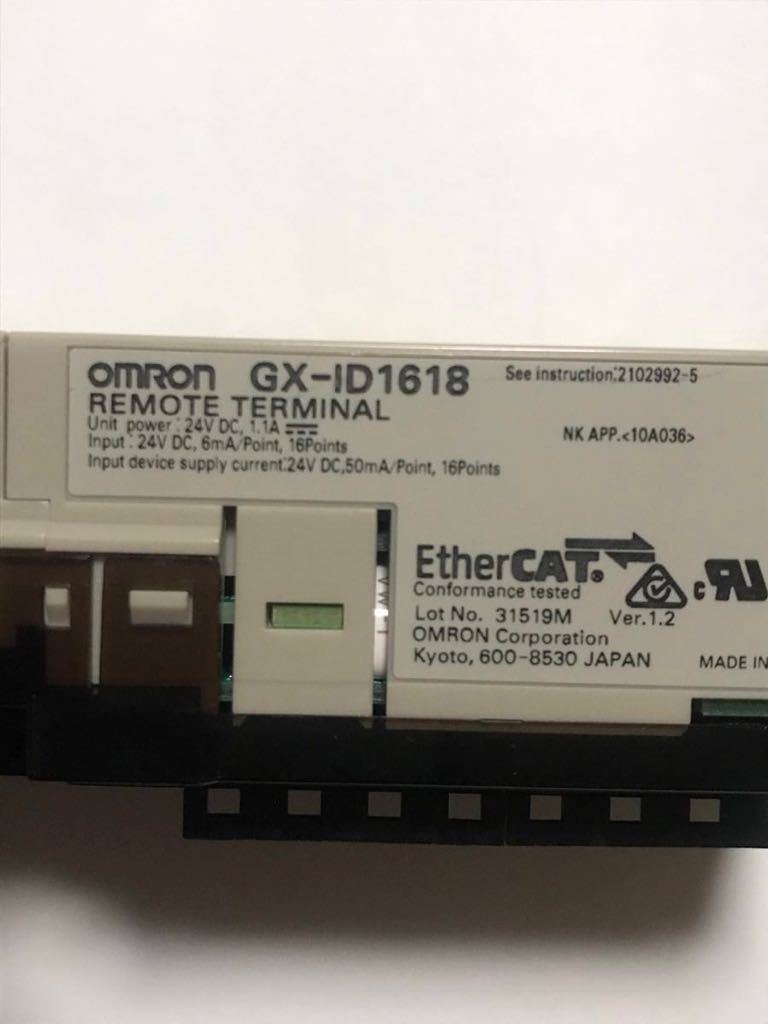 OMRON GX-ID1618 See instruction:2102992-5
REMOTE TERMINAL
Unit power : 24V DC, 1.1A
NK APP.<10A036>
Input : 24V DC, 6mA/Point, 16Points
Input device supply current:24V DC,50mA/Point, 16Points
EtherCAT®
Conformance tested
Lot No. 31519M Ver.1.2
OMRON Corporation
Kyoto, 600-8530 JAPAN MADE IN